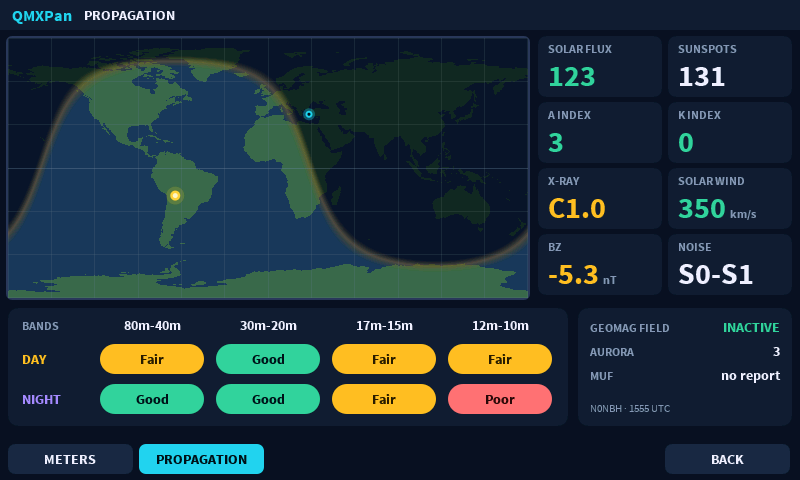 QMXPan PROPAGATION
SOLAR FLUX
123
SUNSPOTS
131
A INDEX
3
K INDEX
0
X-RAY
C1.0
SOLAR WIND
350 km/s
BZ
-5.3 nT
NOISE
S0-S1
BANDS 80m-40m 30m-20m 17m-15m 12m-10m
DAY Fair Good Fair Fair
NIGHT Good Good Fair Poor
GEOMAG FIELD INACTIVE
AURORA 3
MUF no report
N0NBH · 1555 UTC
METERS PROPAGATION BACK